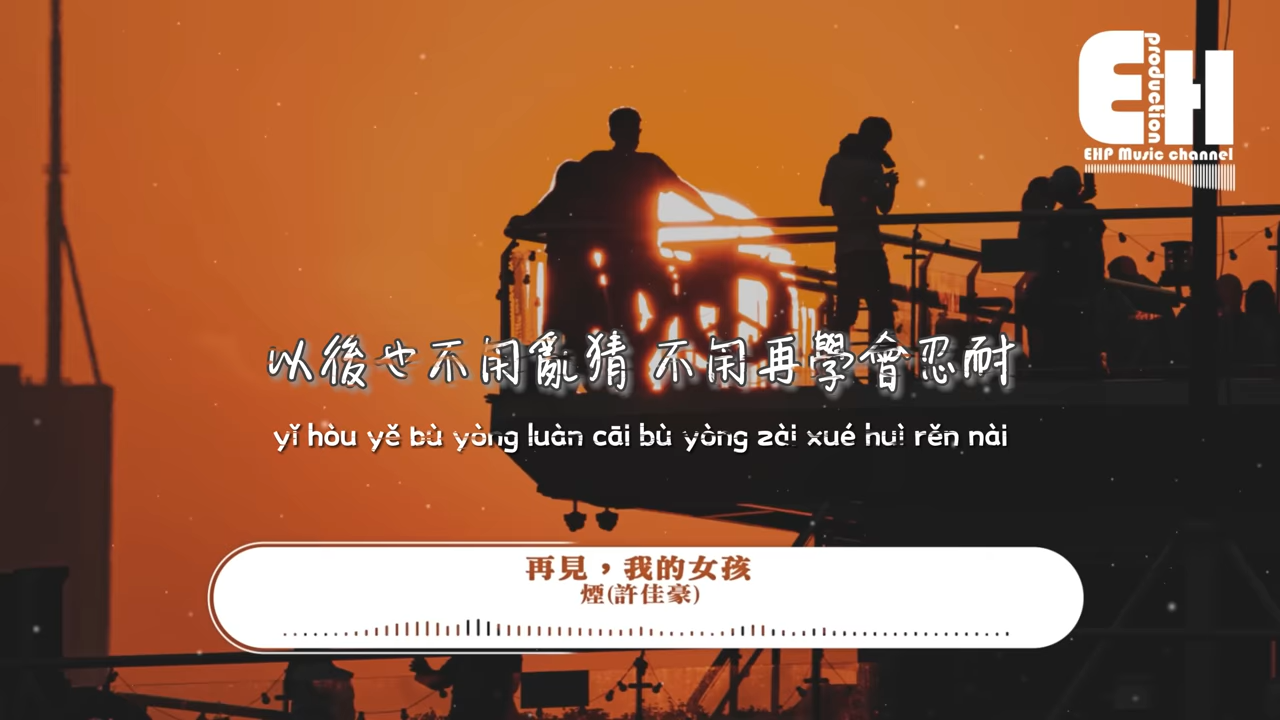 EH
production
EHP Music channel
以後也不用亂猜 不用再學會忍耐
yǐ hòu yě bù yòng luàn cāi bù yòng zài xué huì rěn nài
再見，我的女孩
煙(許佳豪)